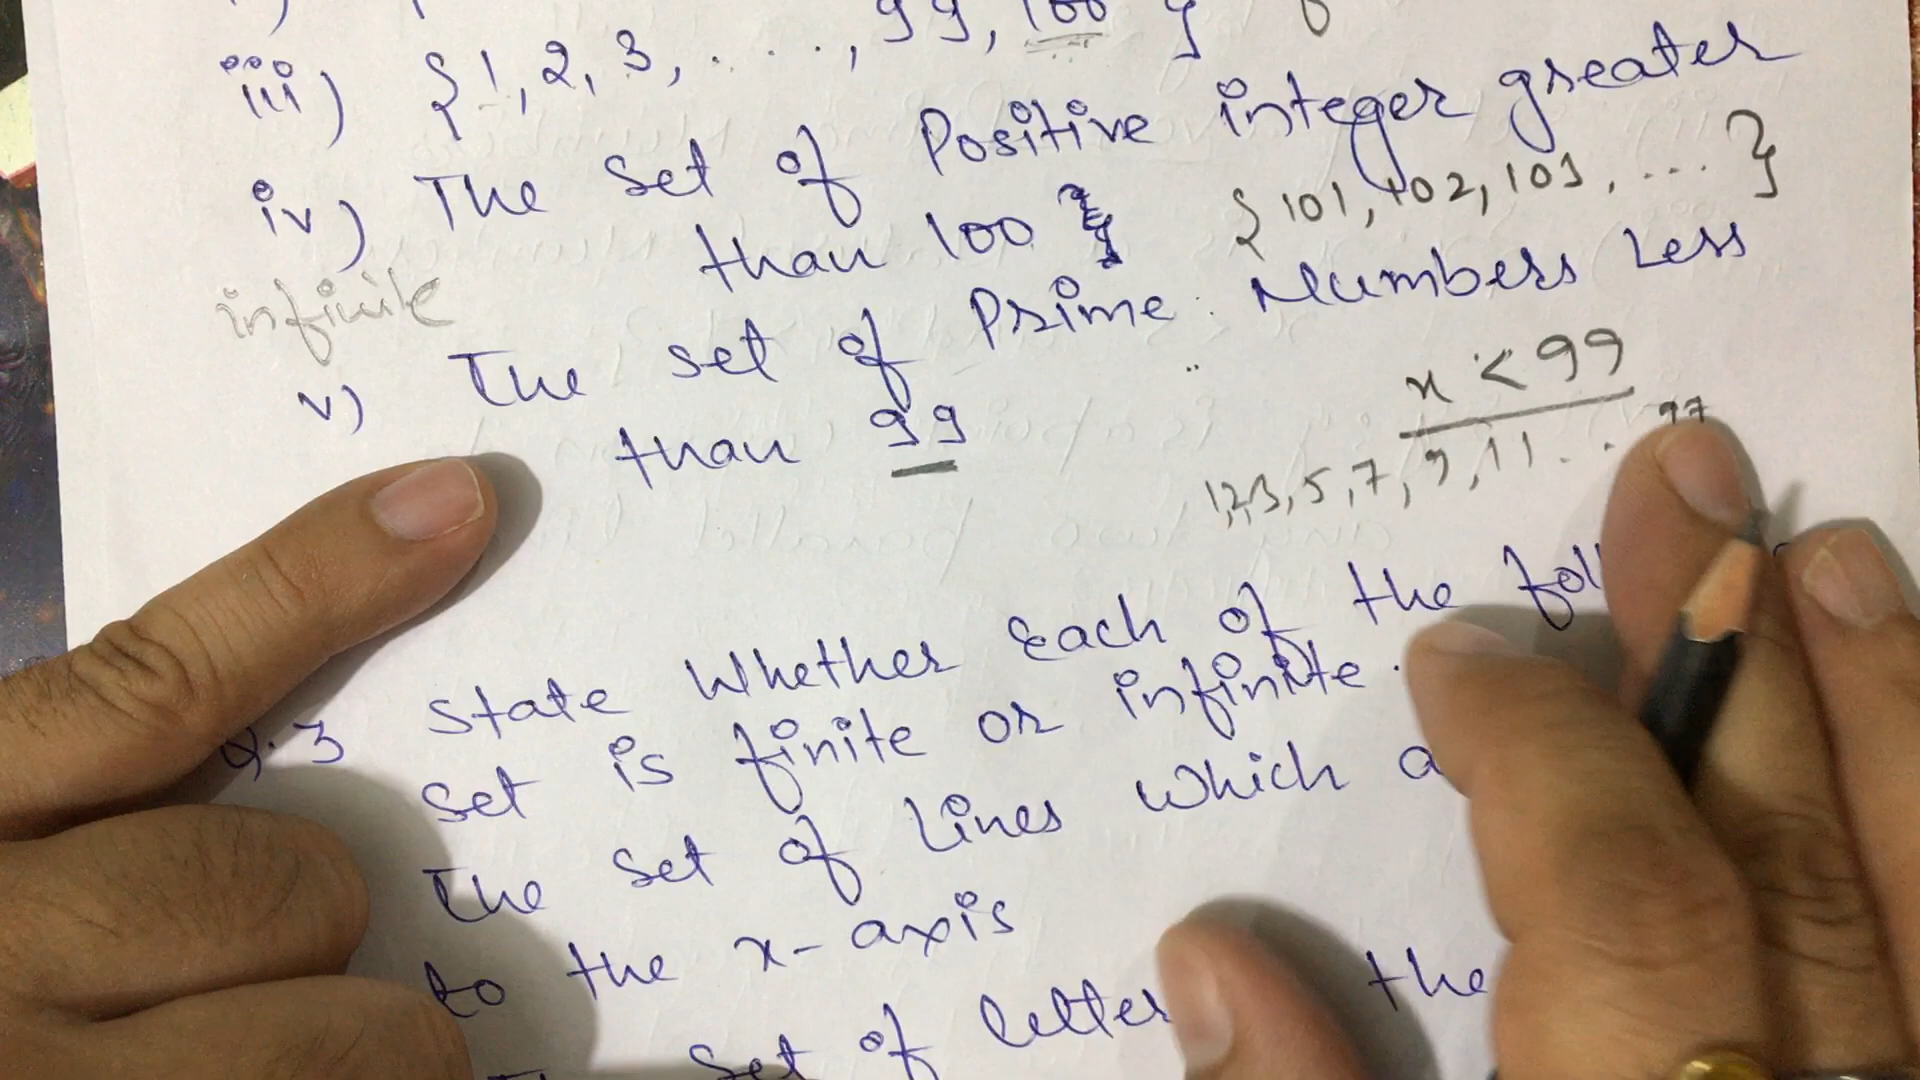 iii) {1, 2, 3, . . . ., 99, 100 }
iv) The set of Positive integer greater
than 100 } {101, 102, 103, .... }
infinite
v) The set of Prime Numbers Less
than 99
x < 99
1,2,3,5,7,9,11... 97
Q.3 State Whether Each of the fol
set is finite or infinite.
The set of Lines which a
to the x-axis
set of letter the